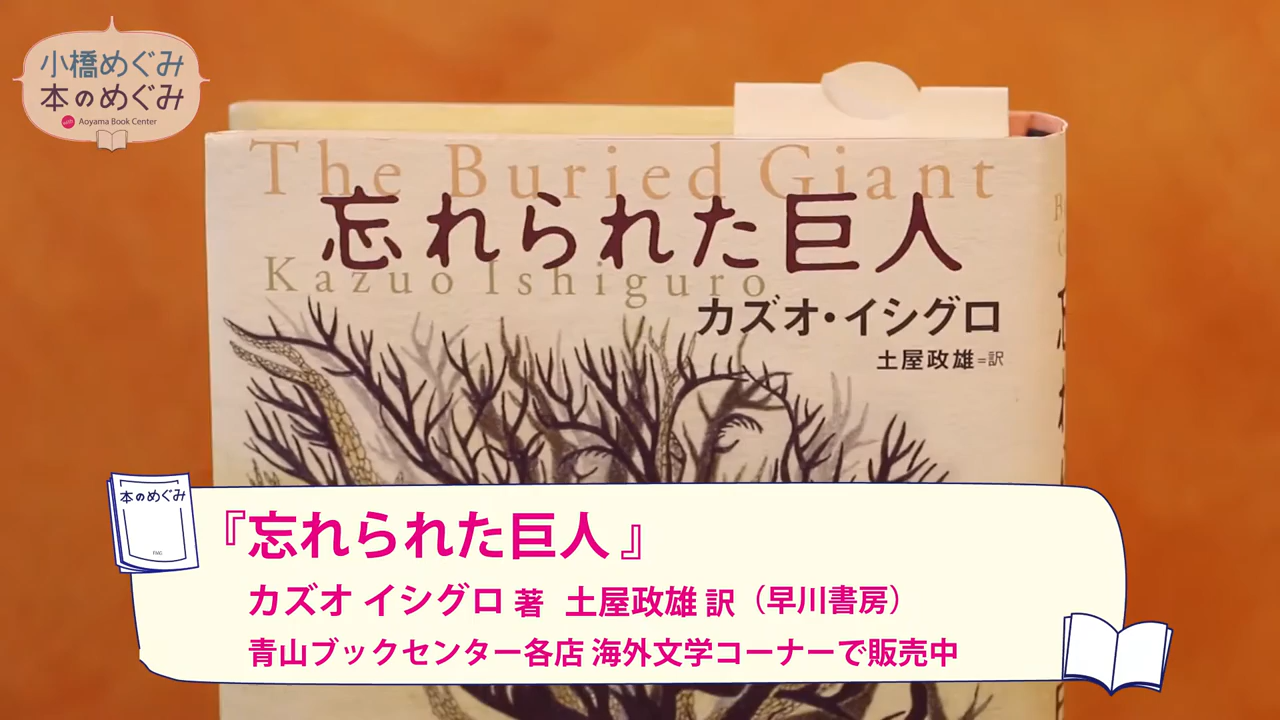 小橋めぐみ
本のめぐみ
with Aoyama Book Center
The Buried Giant
忘れられた巨人
Kazuo Ishiguro
カズオ・イシグロ
土屋政雄=訳
本のめぐみ
『忘れられた巨人』
カズオ イシグロ 著 土屋政雄 訳（早川書房）
青山ブックセンター各店 海外文学コーナーで販売中